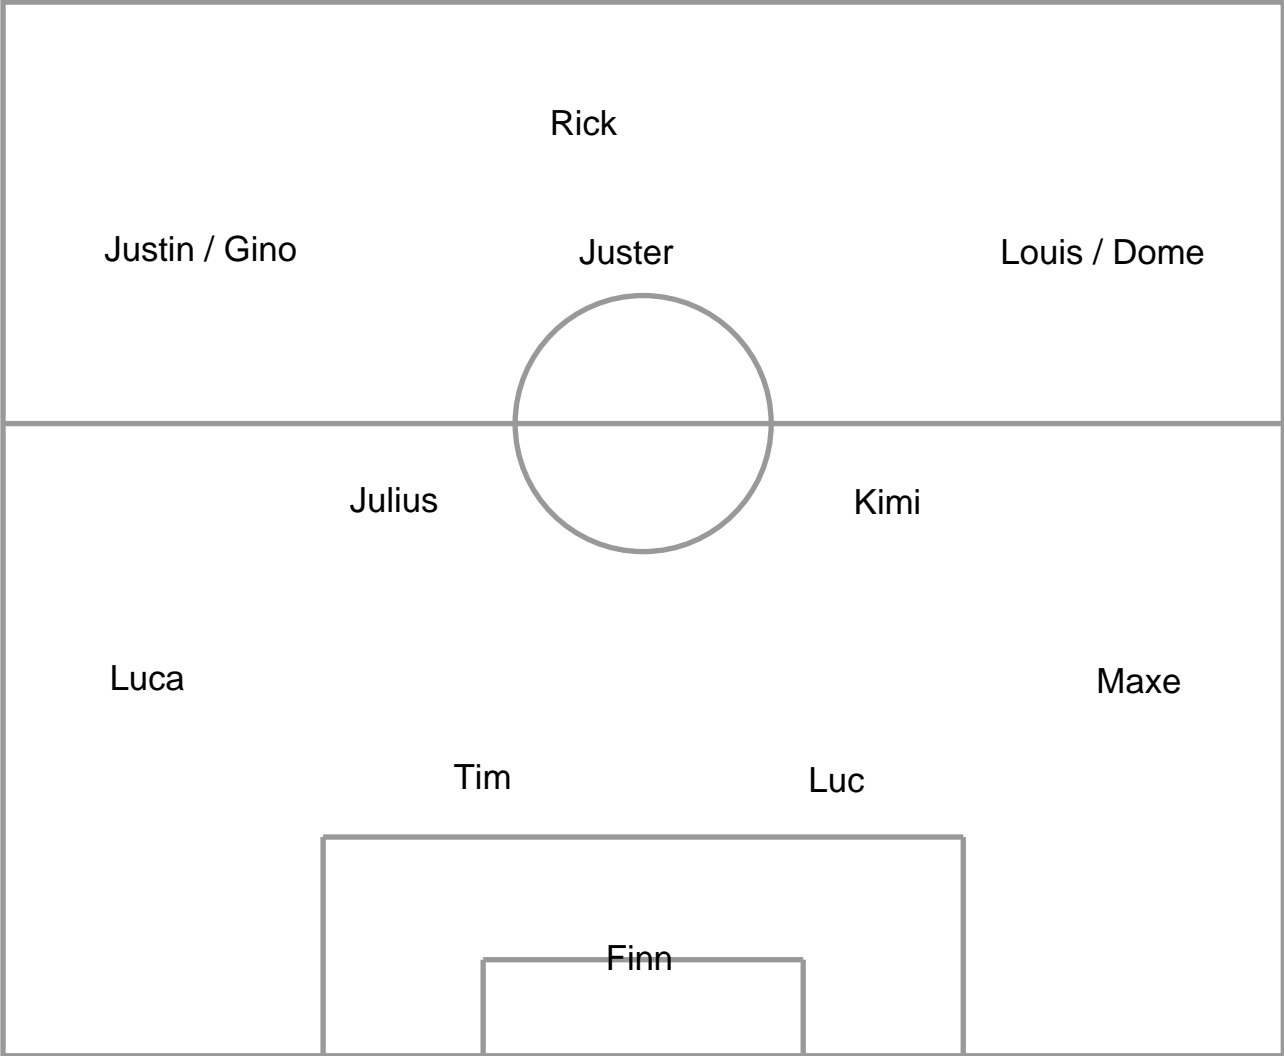 Rick
Justin / Gino
Juster
Louis / Dome
Julius
Kimi
Luca
Maxe
Tim
Luc
Finn